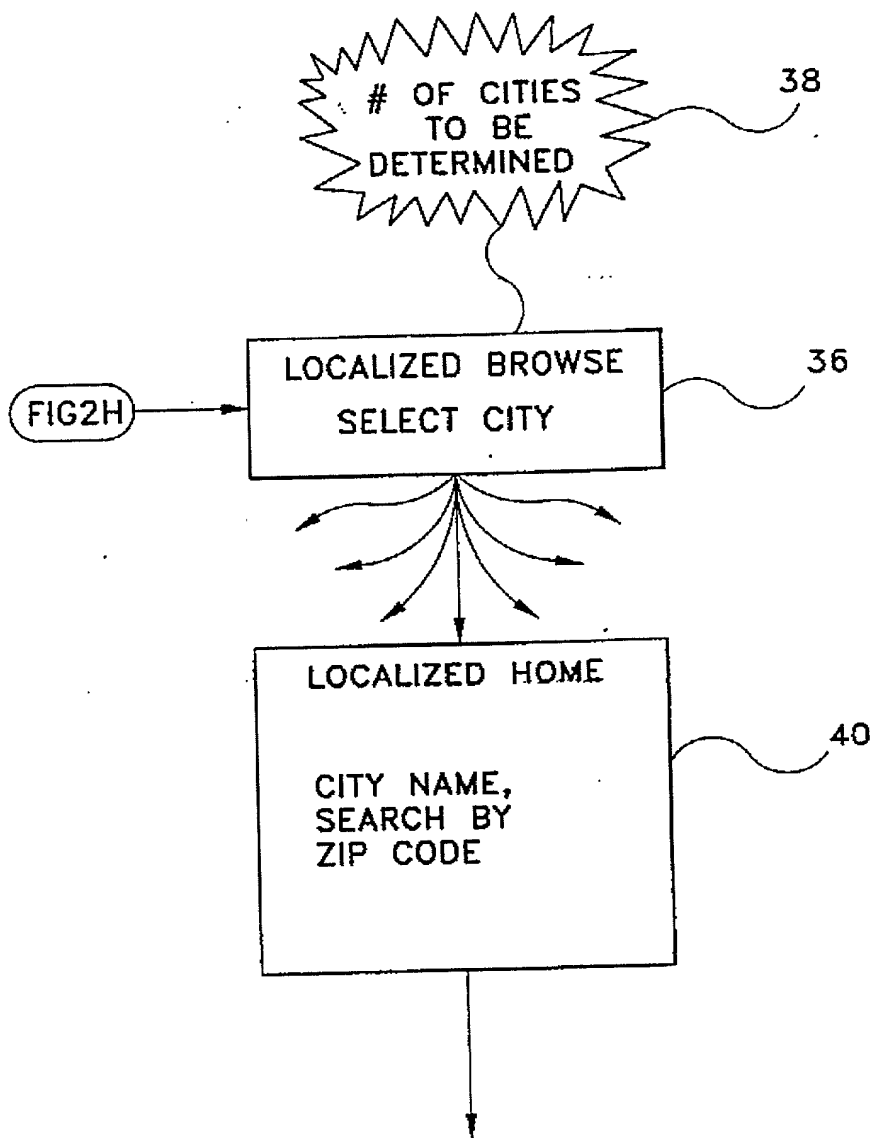 # OF CITIES
TO BE
DETERMINED
38
LOCALIZED BROWSE
SELECT CITY
36
FIG2H
LOCALIZED HOME
CITY NAME,
SEARCH BY
ZIP CODE
40